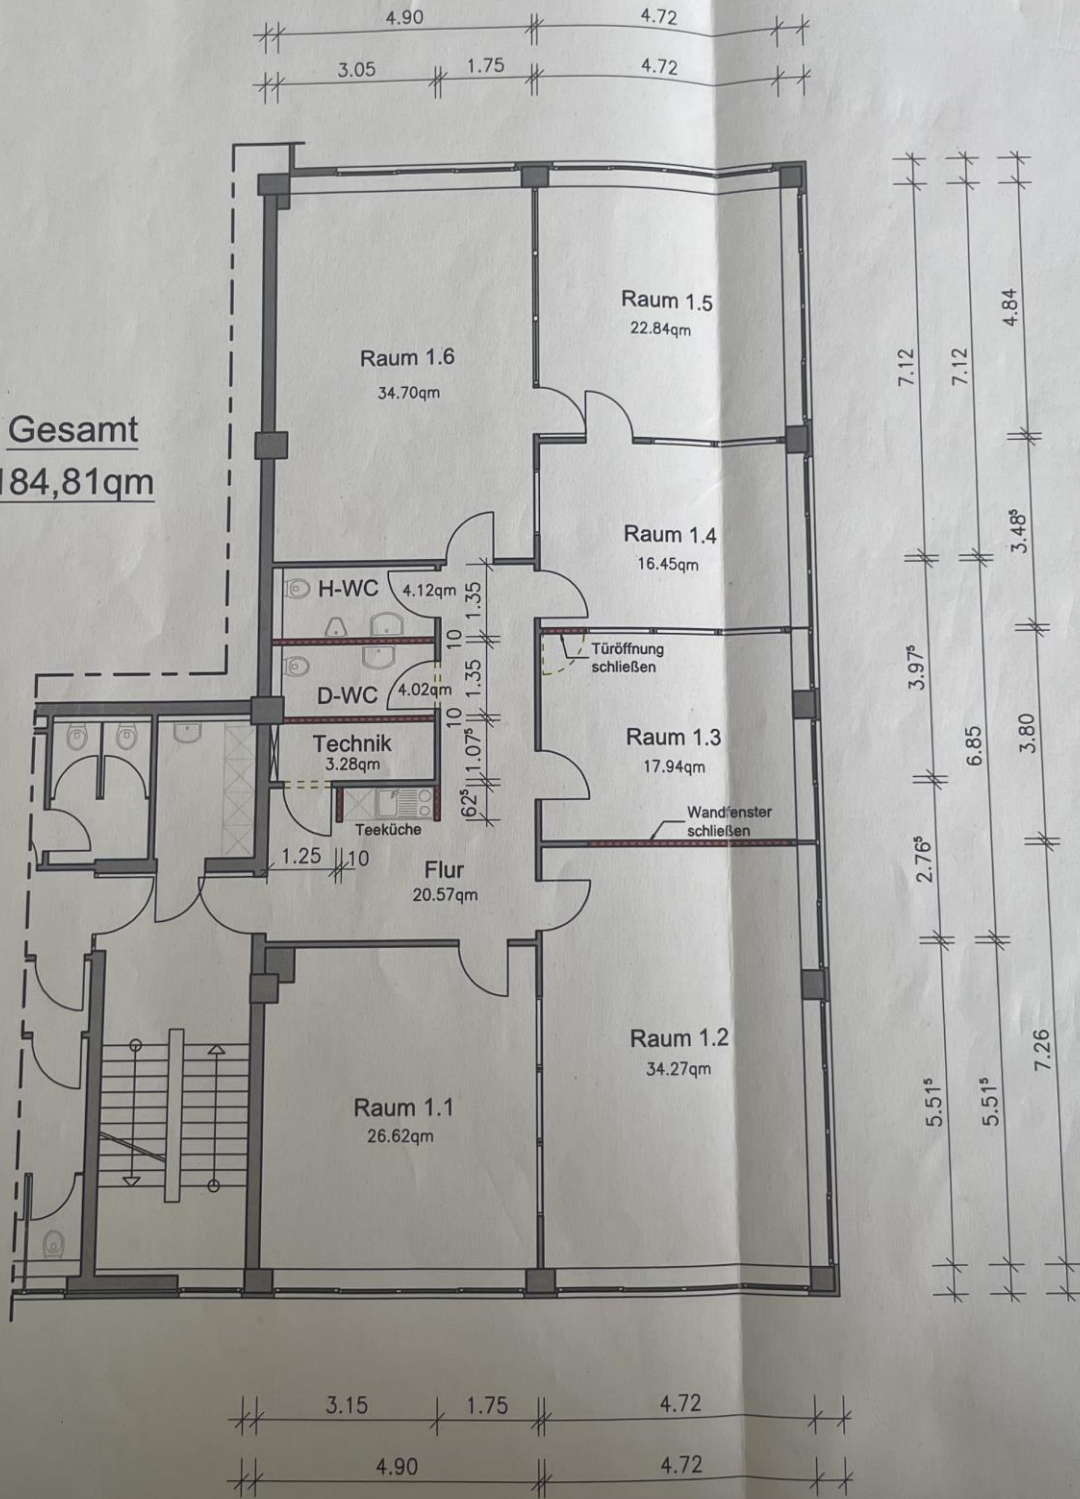 4.90
4.72
3.05
1.75
4.72
Gesamt
184,81qm
Raum 1.6
34.70qm
Raum 1.5
22.84qm
Raum 1.4
16.45qm
H-WC
4.12qm
D-WC
4.02qm
Technik
3.28qm
Teeküche
1.35
10
1.35
10
1.07⁵
62⁵
Türöffnung
schließen
Raum 1.3
17.94qm
Wandfenster
schließen
1.25
10
Flur
20.57qm
Raum 1.2
34.27qm
Raum 1.1
26.62qm
7.12
3.97⁵
2.76⁵
5.51⁵
7.12
6.85
5.51⁵
4.84
3.48⁵
3.80
7.26
3.15
1.75
4.72
4.90
4.72